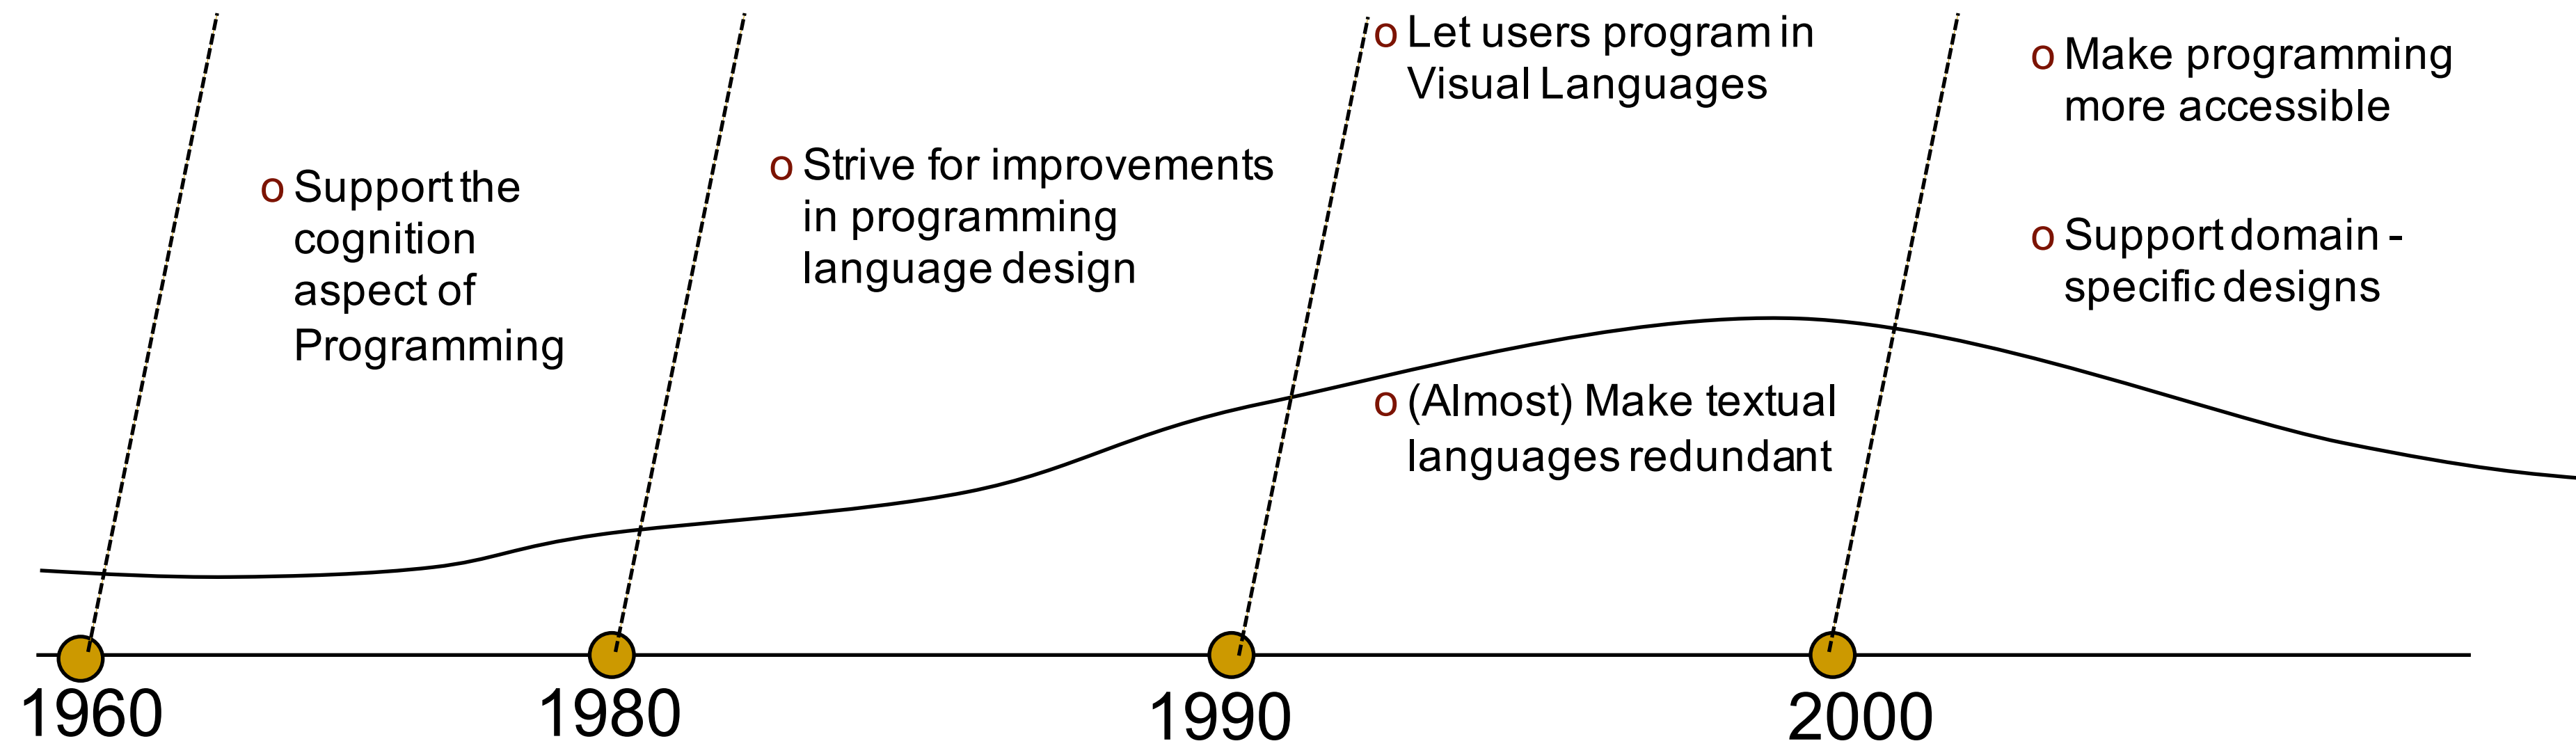 o Support the
cognition
aspect of
Programming
o Strive for improvements
in programming
language design
o Let users program in
Visual Languages
o (Almost) Make textual
languages redundant
o Make programming
more accessible
o Support domain -
specific designs
1960
1980
1990
2000